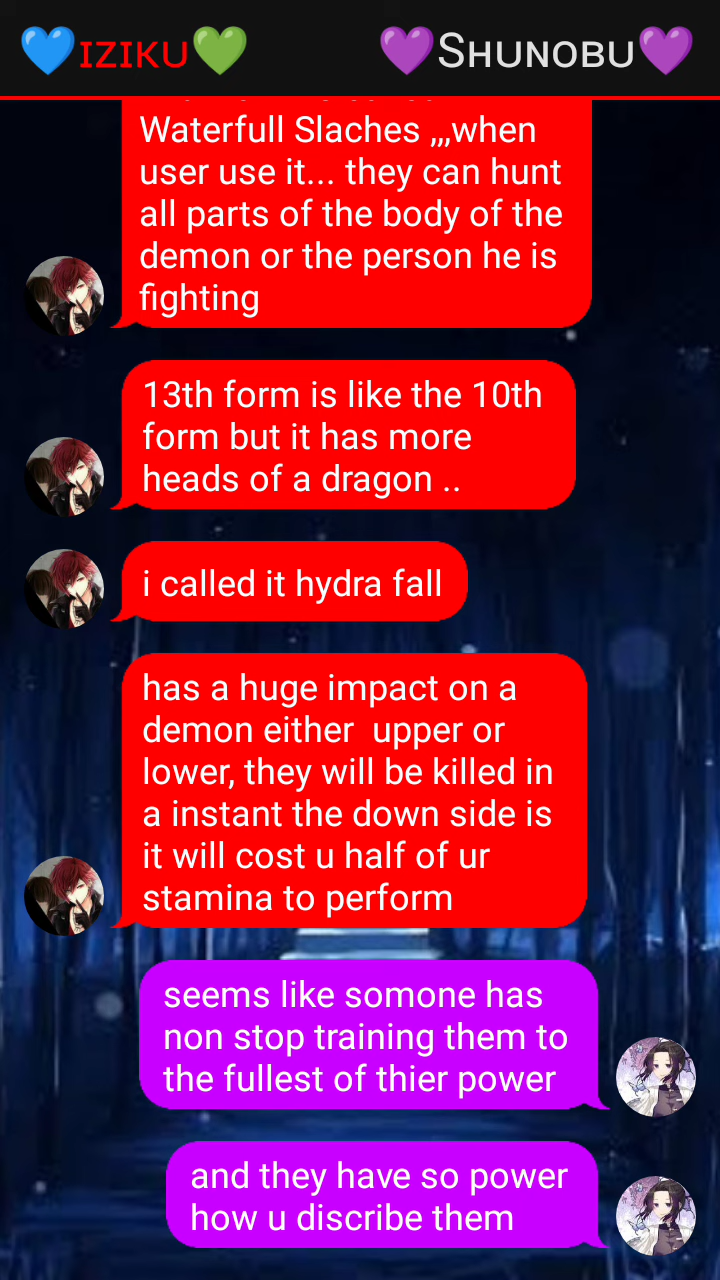 💙IZIKU💚 💜SHUNOBU💜
Waterfull Slaches ,,,when
user use it... they can hunt
all parts of the body of the
demon or the person he is
fighting
13th form is like the 10th
form but it has more
heads of a dragon ..
i called it hydra fall
has a huge impact on a
demon either  upper or
lower, they will be killed in
a instant the down side is
it will cost u half of ur
stamina to perform
seems like somone has
non stop training them to
the fullest of thier power
and they have so power
how u discribe them